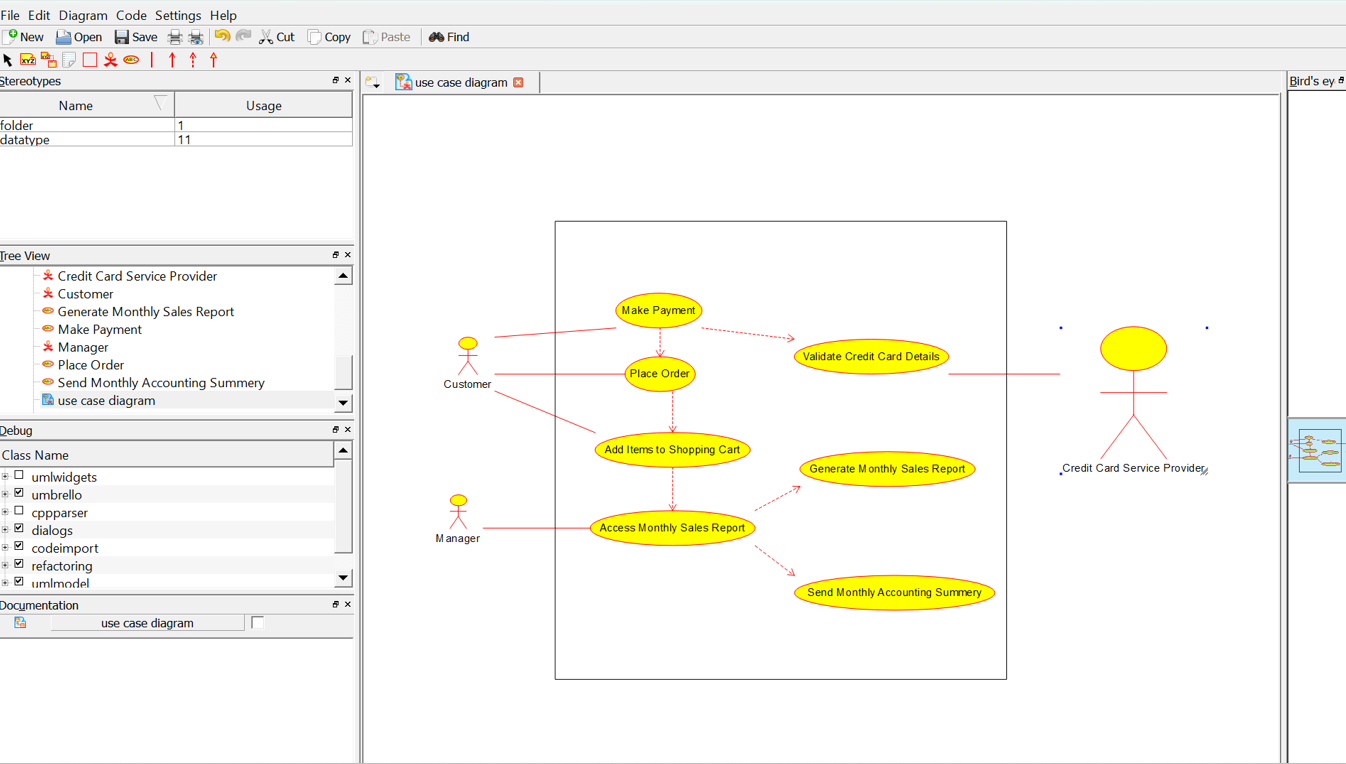 File Edit Diagram Code Settings Help
New Open Save Cut Copy Paste Find
XYZ ABC
Stereotypes
Name Usage
folder 1
datatype 11
Tree View
Credit Card Service Provider
Customer
Generate Monthly Sales Report
Make Payment
Manager
Place Order
Send Monthly Accounting Summery
use case diagram
Debug
Class Name
umlwidgets
umbrello
cppparser
dialogs
codeimport
refactoring
umlmodel
Documentation
use case diagram
use case diagram
Make Payment
Validate Credit Card Details
Place Order
Customer
Add Items to Shopping Cart
Generate Monthly Sales Report
Credit Card Service Provider
Access Monthly Sales Report
Manager
Send Monthly Accounting Summery
Bird's ey